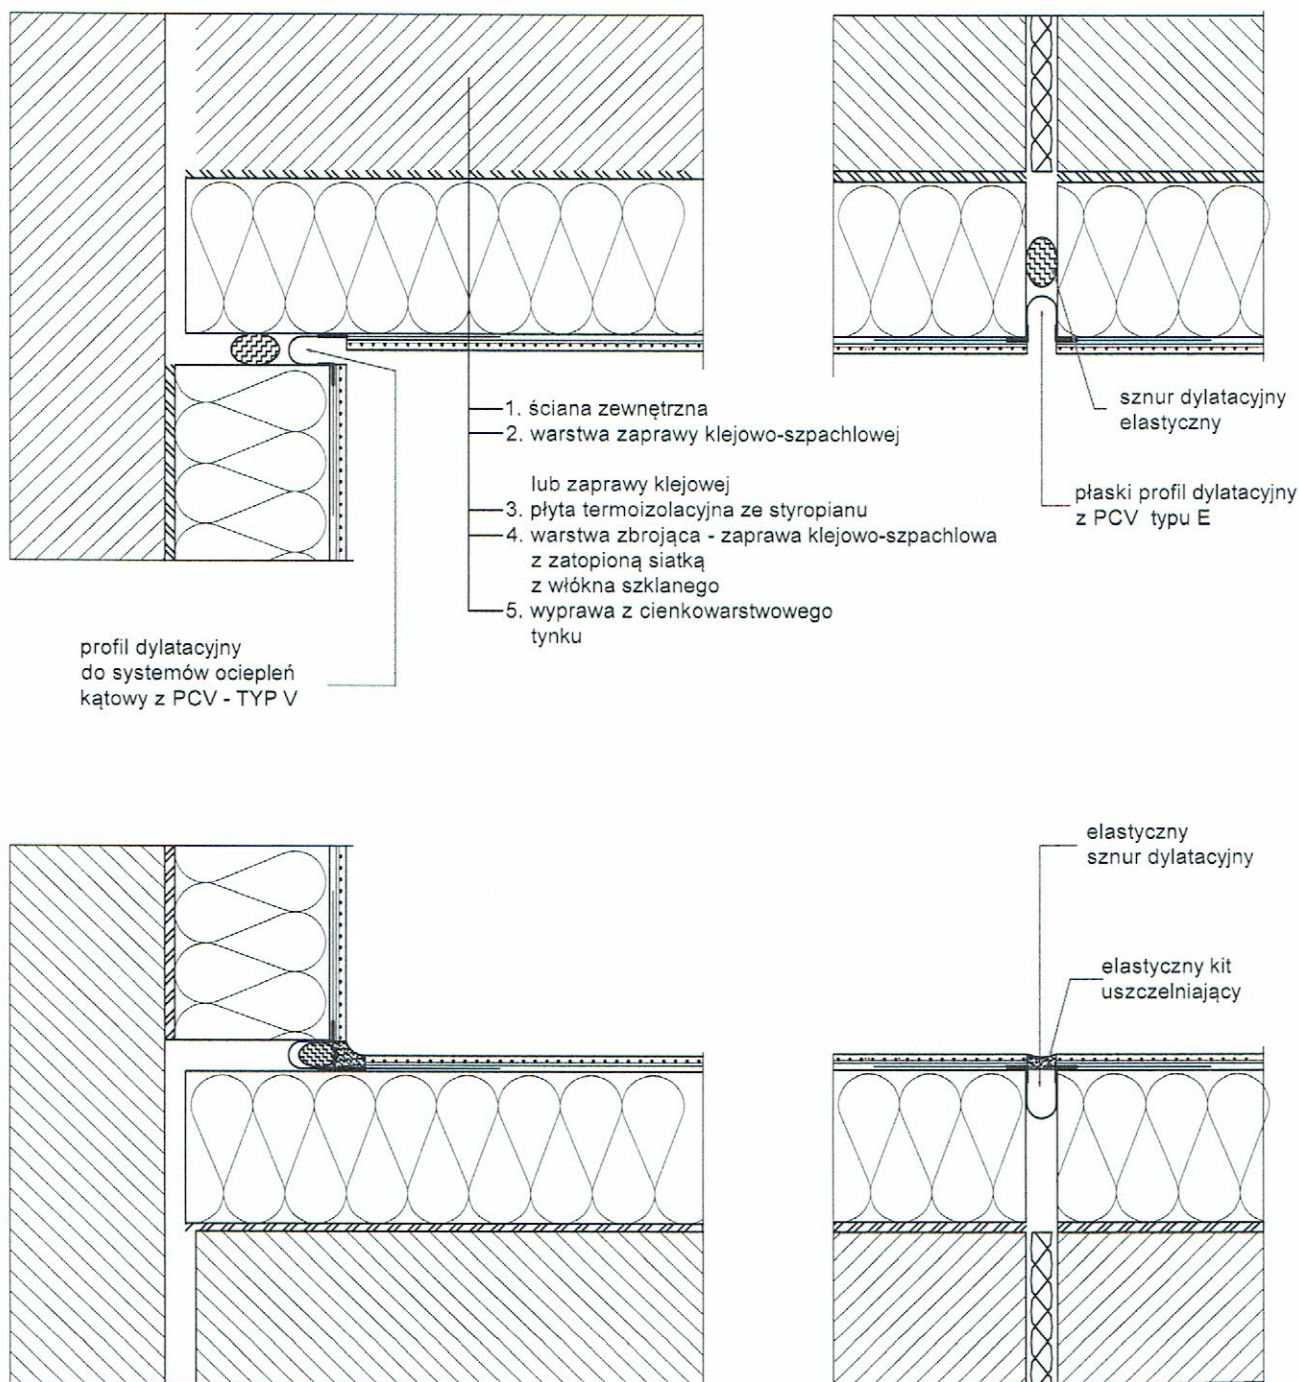 1. ściana zewnętrzna
2. warstwa zaprawy klejowo-szpachlowej
lub zaprawy klejowej
3. płyta termoizolacyjna ze styropianu
4. warstwa zbrojąca - zaprawa klejowo-szpachlowa
z zatopioną siatką
z włókna szklanego
5. wyprawa z cienkowarstwowego
tynku
sznur dylatacyjny
elastyczny
płaski profil dylatacyjny
z PCV typu E
profil dylatacyjny
do systemów ociepleń
kątowy z PCV - TYP V
elastyczny
sznur dylatacyjny
elastyczny kit
uszczelniający